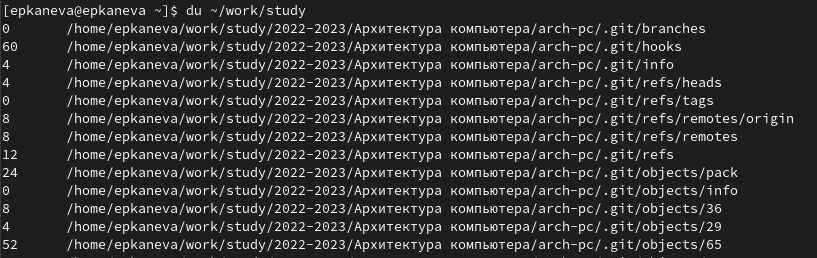 [epkaneva@epkaneva ~]$ du ~/work/study
0 /home/epkaneva/work/study/2022-2023/Архитектура компьютера/arch-pc/.git/branches
60 /home/epkaneva/work/study/2022-2023/Архитектура компьютера/arch-pc/.git/hooks
4 /home/epkaneva/work/study/2022-2023/Архитектура компьютера/arch-pc/.git/info
4 /home/epkaneva/work/study/2022-2023/Архитектура компьютера/arch-pc/.git/refs/heads
0 /home/epkaneva/work/study/2022-2023/Архитектура компьютера/arch-pc/.git/refs/tags
8 /home/epkaneva/work/study/2022-2023/Архитектура компьютера/arch-pc/.git/refs/remotes/origin
8 /home/epkaneva/work/study/2022-2023/Архитектура компьютера/arch-pc/.git/refs/remotes
12 /home/epkaneva/work/study/2022-2023/Архитектура компьютера/arch-pc/.git/refs
24 /home/epkaneva/work/study/2022-2023/Архитектура компьютера/arch-pc/.git/objects/pack
0 /home/epkaneva/work/study/2022-2023/Архитектура компьютера/arch-pc/.git/objects/info
8 /home/epkaneva/work/study/2022-2023/Архитектура компьютера/arch-pc/.git/objects/36
4 /home/epkaneva/work/study/2022-2023/Архитектура компьютера/arch-pc/.git/objects/29
52 /home/epkaneva/work/study/2022-2023/Архитектура компьютера/arch-pc/.git/objects/65